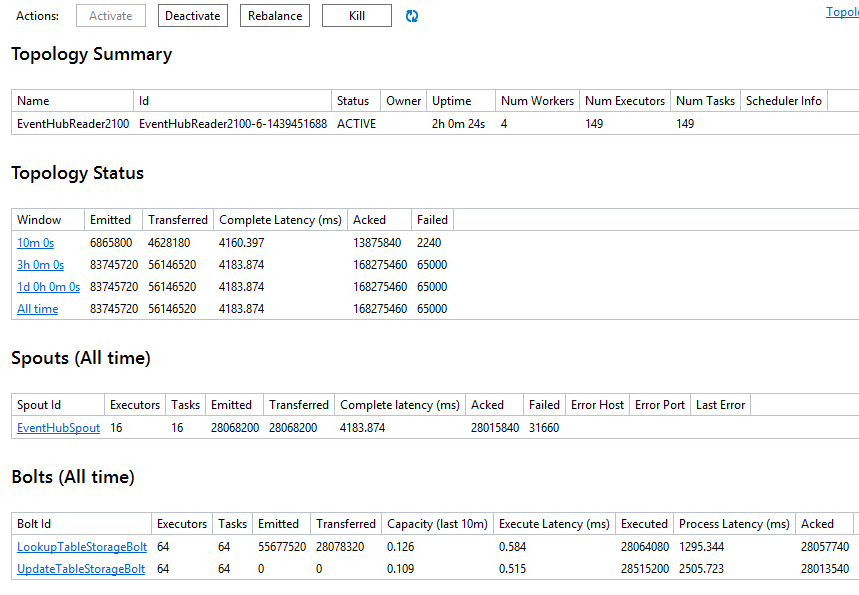 Actions: Activate Deactivate Rebalance Kill Topolo
Topology Summary
Name Id Status Owner Uptime Num Workers Num Executors Num Tasks Scheduler Info
EventHubReader2100 EventHubReader2100-6-1439451688 ACTIVE 2h 0m 24s 4 149 149
Topology Status
Window Emitted Transferred Complete Latency (ms) Acked Failed
10m 0s 6865800 4628180 4160.397 13875840 2240
3h 0m 0s 83745720 56146520 4183.874 168275460 65000
1d 0h 0m 0s 83745720 56146520 4183.874 168275460 65000
All time 83745720 56146520 4183.874 168275460 65000
Spouts (All time)
Spout Id Executors Tasks Emitted Transferred Complete latency (ms) Acked Failed Error Host Error Port Last Error
EventHubSpout 16 16 28068200 28068200 4183.874 28015840 31660
Bolts (All time)
Bolt Id Executors Tasks Emitted Transferred Capacity (last 10m) Execute Latency (ms) Executed Process Latency (ms) Acked
LookupTableStorageBolt 64 64 55677520 28078320 0.126 0.584 28064080 1295.344 28057740
UpdateTableStorageBolt 64 64 0 0 0.109 0.515 28515200 2505.723 28013540